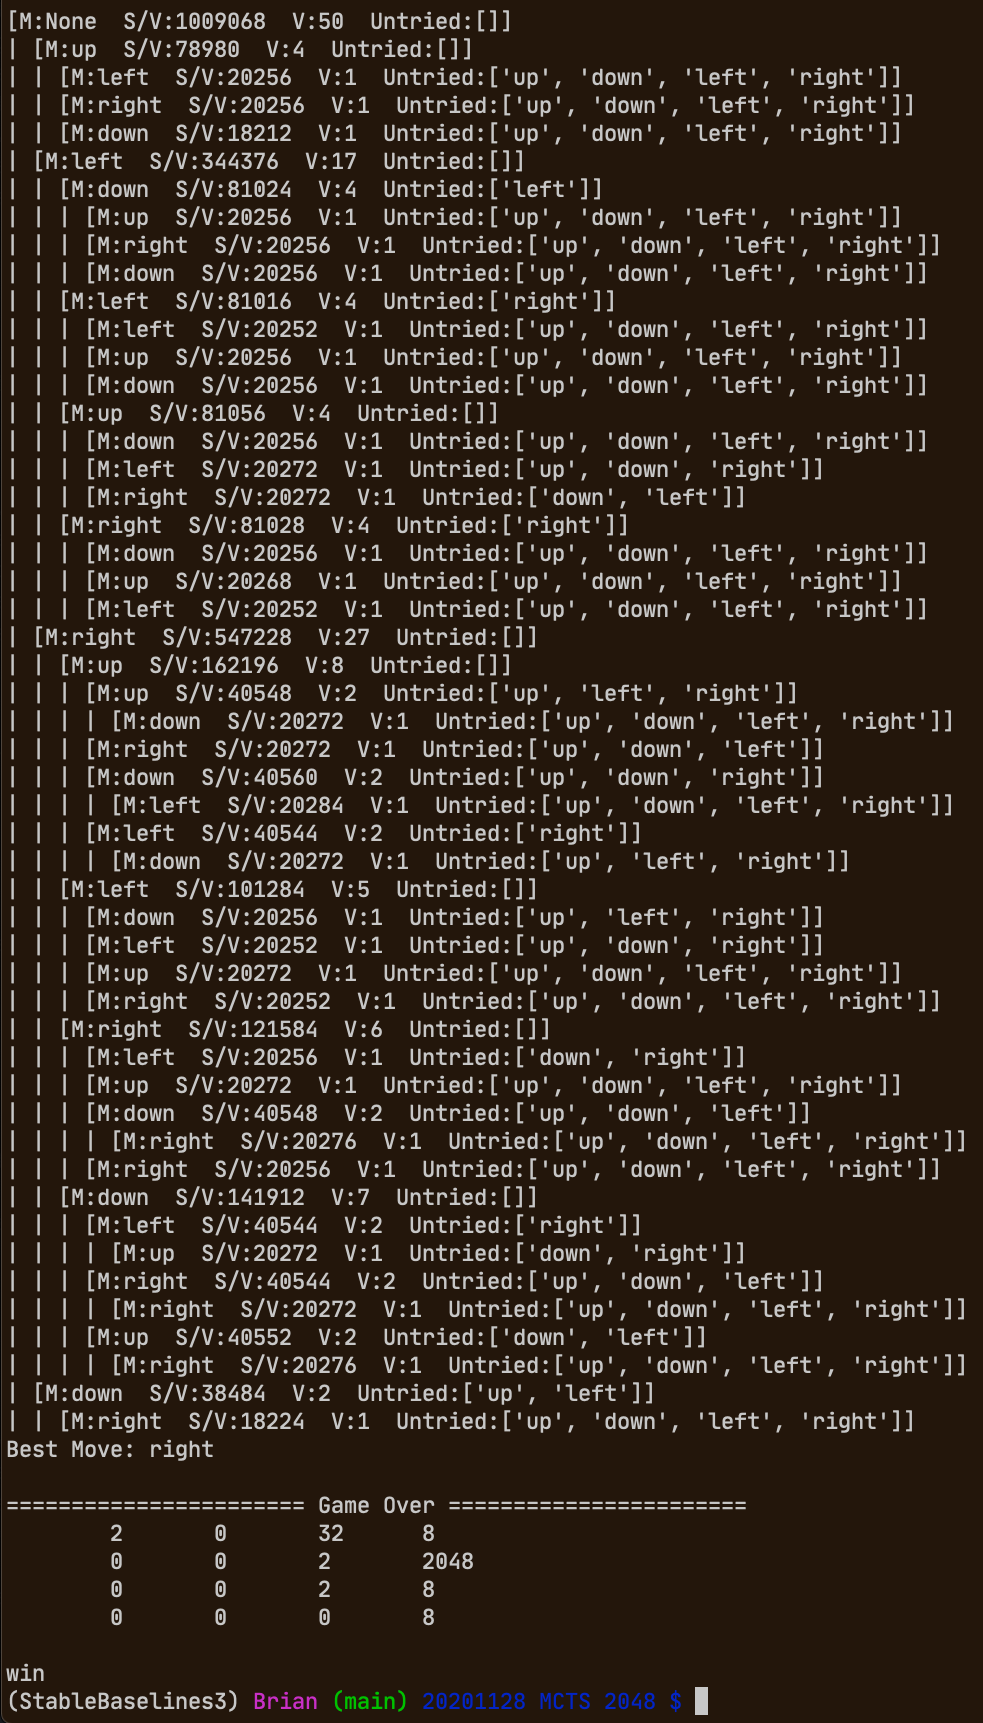 [M:None  S/V:1009068  V:50  Untried:[]]
| [M:up  S/V:78980  V:4  Untried:[]]
| | [M:left  S/V:20256  V:1  Untried:['up', 'down', 'left', 'right']]
| | [M:right  S/V:20256  V:1  Untried:['up', 'down', 'left', 'right']]
| | [M:down  S/V:18212  V:1  Untried:['up', 'down', 'left', 'right']]
| [M:left  S/V:344376  V:17  Untried:[]]
| | [M:down  S/V:81024  V:4  Untried:['left']]
| | | [M:up  S/V:20256  V:1  Untried:['up', 'down', 'left', 'right']]
| | | [M:right  S/V:20256  V:1  Untried:['up', 'down', 'left', 'right']]
| | | [M:down  S/V:20256  V:1  Untried:['up', 'down', 'left', 'right']]
| | [M:left  S/V:81016  V:4  Untried:['right']]
| | | [M:left  S/V:20252  V:1  Untried:['up', 'down', 'left', 'right']]
| | | [M:up  S/V:20256  V:1  Untried:['up', 'down', 'left', 'right']]
| | | [M:down  S/V:20256  V:1  Untried:['up', 'down', 'left', 'right']]
| | [M:up  S/V:81056  V:4  Untried:[]]
| | | [M:down  S/V:20256  V:1  Untried:['up', 'down', 'left', 'right']]
| | | [M:left  S/V:20272  V:1  Untried:['up', 'down', 'right']]
| | | [M:right  S/V:20272  V:1  Untried:['down', 'left']]
| | [M:right  S/V:81028  V:4  Untried:['right']]
| | | [M:down  S/V:20256  V:1  Untried:['up', 'down', 'left', 'right']]
| | | [M:up  S/V:20268  V:1  Untried:['up', 'down', 'left', 'right']]
| | | [M:left  S/V:20252  V:1  Untried:['up', 'down', 'left', 'right']]
| [M:right  S/V:547228  V:27  Untried:[]]
| | [M:up  S/V:162196  V:8  Untried:[]]
| | | [M:up  S/V:40548  V:2  Untried:['up', 'left', 'right']]
| | | | [M:down  S/V:20272  V:1  Untried:['up', 'down', 'left', 'right']]
| | | [M:right  S/V:20272  V:1  Untried:['up', 'down', 'left']]
| | | [M:down  S/V:40560  V:2  Untried:['up', 'down', 'right']]
| | | | [M:left  S/V:20284  V:1  Untried:['up', 'down', 'left', 'right']]
| | | [M:left  S/V:40544  V:2  Untried:['right']]
| | | | [M:down  S/V:20272  V:1  Untried:['up', 'left', 'right']]
| | [M:left  S/V:101284  V:5  Untried:[]]
| | | [M:down  S/V:20256  V:1  Untried:['up', 'left', 'right']]
| | | [M:left  S/V:20252  V:1  Untried:['up', 'down', 'right']]
| | | [M:up  S/V:20272  V:1  Untried:['up', 'down', 'left', 'right']]
| | | [M:right  S/V:20252  V:1  Untried:['up', 'down', 'left', 'right']]
| | [M:right  S/V:121584  V:6  Untried:[]]
| | | [M:left  S/V:20256  V:1  Untried:['down', 'right']]
| | | [M:up  S/V:20272  V:1  Untried:['up', 'down', 'left', 'right']]
| | | [M:down  S/V:40548  V:2  Untried:['up', 'down', 'left']]
| | | | [M:right  S/V:20276  V:1  Untried:['up', 'down', 'left', 'right']]
| | | [M:right  S/V:20256  V:1  Untried:['up', 'down', 'left', 'right']]
| | [M:down  S/V:141912  V:7  Untried:[]]
| | | [M:left  S/V:40544  V:2  Untried:['right']]
| | | | [M:up  S/V:20272  V:1  Untried:['down', 'right']]
| | | [M:right  S/V:40544  V:2  Untried:['up', 'down', 'left']]
| | | | [M:right  S/V:20272  V:1  Untried:['up', 'down', 'left', 'right']]
| | | [M:up  S/V:40552  V:2  Untried:['down', 'left']]
| | | | [M:right  S/V:20276  V:1  Untried:['up', 'down', 'left', 'right']]
| [M:down  S/V:38484  V:2  Untried:['up', 'left']]
| | [M:right  S/V:18224  V:1  Untried:['up', 'down', 'left', 'right']]
Best Move: right
======================= Game Over =======================
2 0 32 8
0 0 2 2048
0 0 2 8
0 0 0 8
win
(StableBaselines3) Brian (main) 20201128 MCTS 2048 $